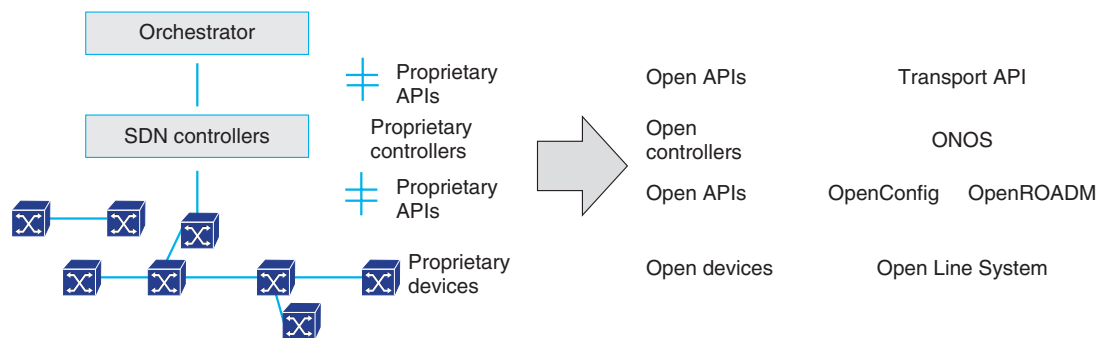 Orchestrator
Proprietary
APIs
Open APIs
Transport API
SDN controllers
Proprietary
controllers
Open
controllers
ONOS
Proprietary
APIs
Open APIs
OpenConfig
OpenROADM
Proprietary
devices
Open devices
Open Line System